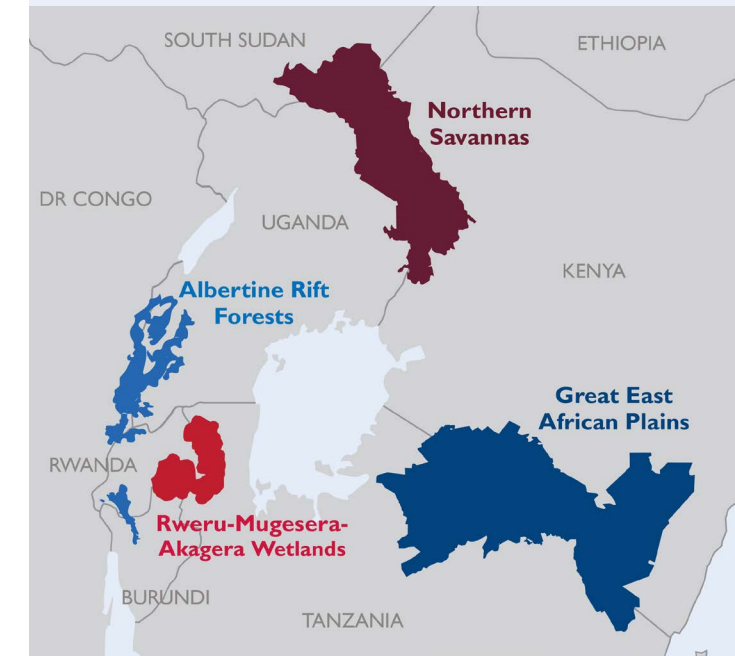 SOUTH SUDAN
ETHIOPIA
Northern
Savannas
DR CONGO
UGANDA
KENYA
Albertine Rift
Forests
Great East
African Plains
RWANDA
Rweru-Mugesera-
Akagera Wetlands
BURUNDI
TANZANIA